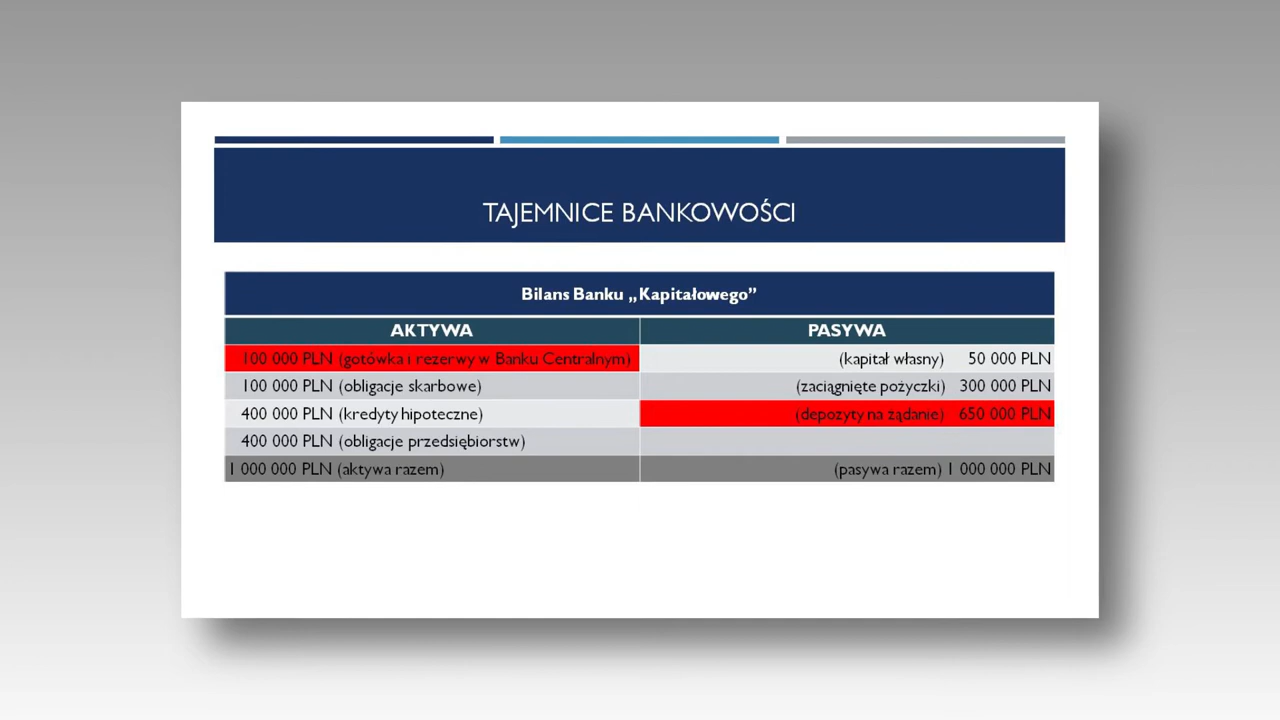 TAJEMNICE BANKOWOŚCI
Bilans Banku „Kapitałowego”
AKTYWA PASYWA
100 000 PLN (gotówka i rezerwy w Banku Centralnym) (kapitał własny) 50 000 PLN
100 000 PLN (obligacje skarbowe) (zaciągnięte pożyczki) 300 000 PLN
400 000 PLN (kredyty hipoteczne) (depozyty na żądanie) 650 000 PLN
400 000 PLN (obligacje przedsiębiorstw)
1 000 000 PLN (aktywa razem) (pasywa razem) 1 000 000 PLN